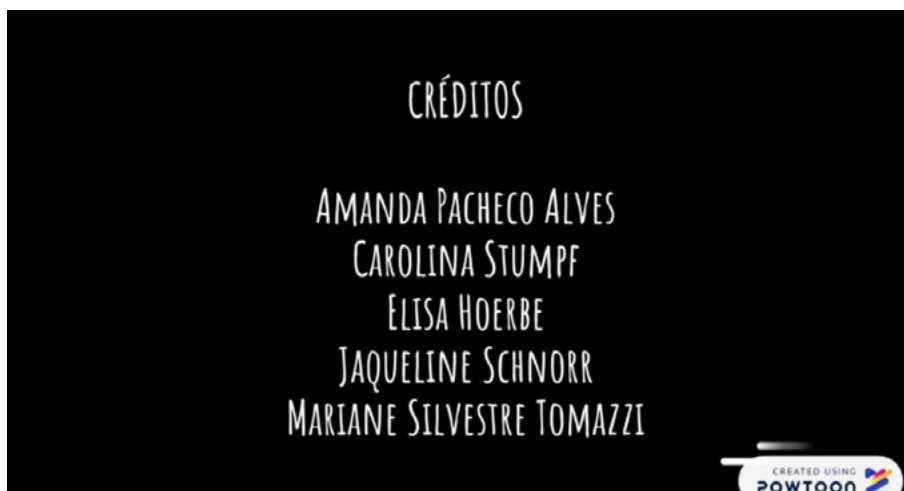 CRÉDITOS
AMANDA PACHECO ALVES
CAROLINA STUMPF
ELISA HOERBE
JAQUELINE SCHNORR
MARIANE SILVESTRE TOMAZZI
CREATED USING
POWTOON